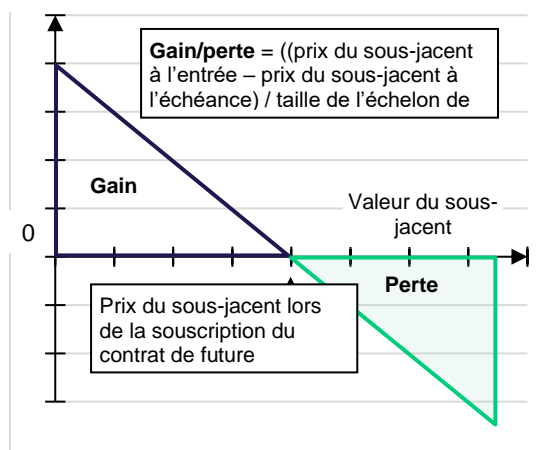 Gain/perte = ((prix du sous-jacent
à l'entrée – prix du sous-jacent à
l'échéance) / taille de l'échelon de
Gain
Valeur du sous-
jacent
0
Perte
Prix du sous-jacent lors
de la souscription du
contrat de future